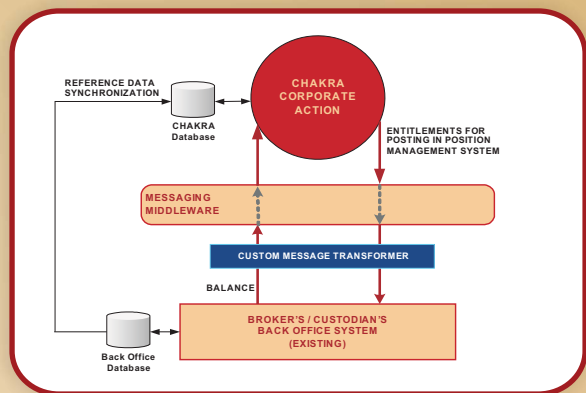 REFERENCE DATA
SYNCHRONIZATION
CHAKRA
Database
CHAKRA
CORPORATE
ACTION
ENTITLEMENTS FOR
POSTING IN POSITION
MANAGEMENT SYSTEM
MESSAGING
MIDDLEWARE
CUSTOM MESSAGE TRANSFORMER
BALANCE
BROKER'S / CUSTODIAN'S
BACK OFFICE SYSTEM
(EXISTING)
Back Office
Database